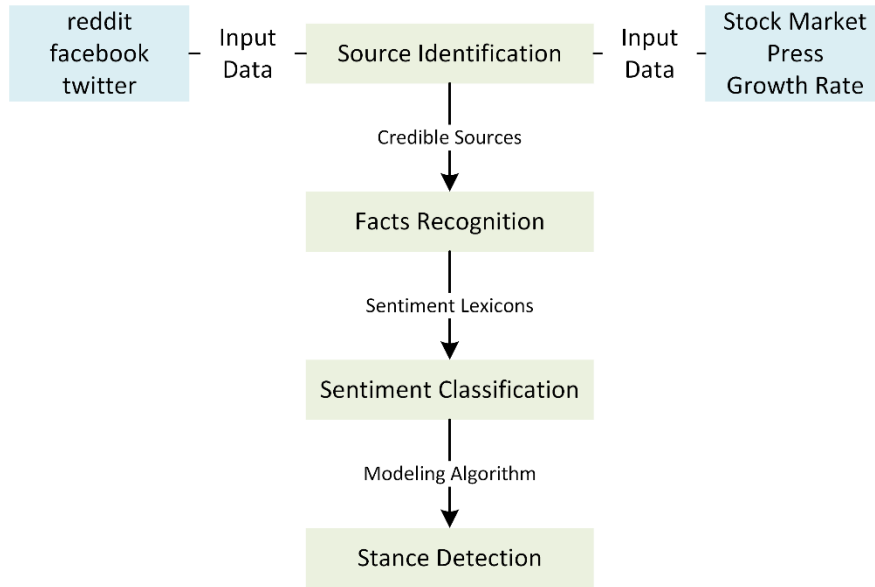 reddit
facebook
twitter
Input
Data
Source Identification
Input
Data
Stock Market
Press
Growth Rate
Credible Sources
Facts Recognition
Sentiment Lexicons
Sentiment Classification
Modeling Algorithm
Stance Detection